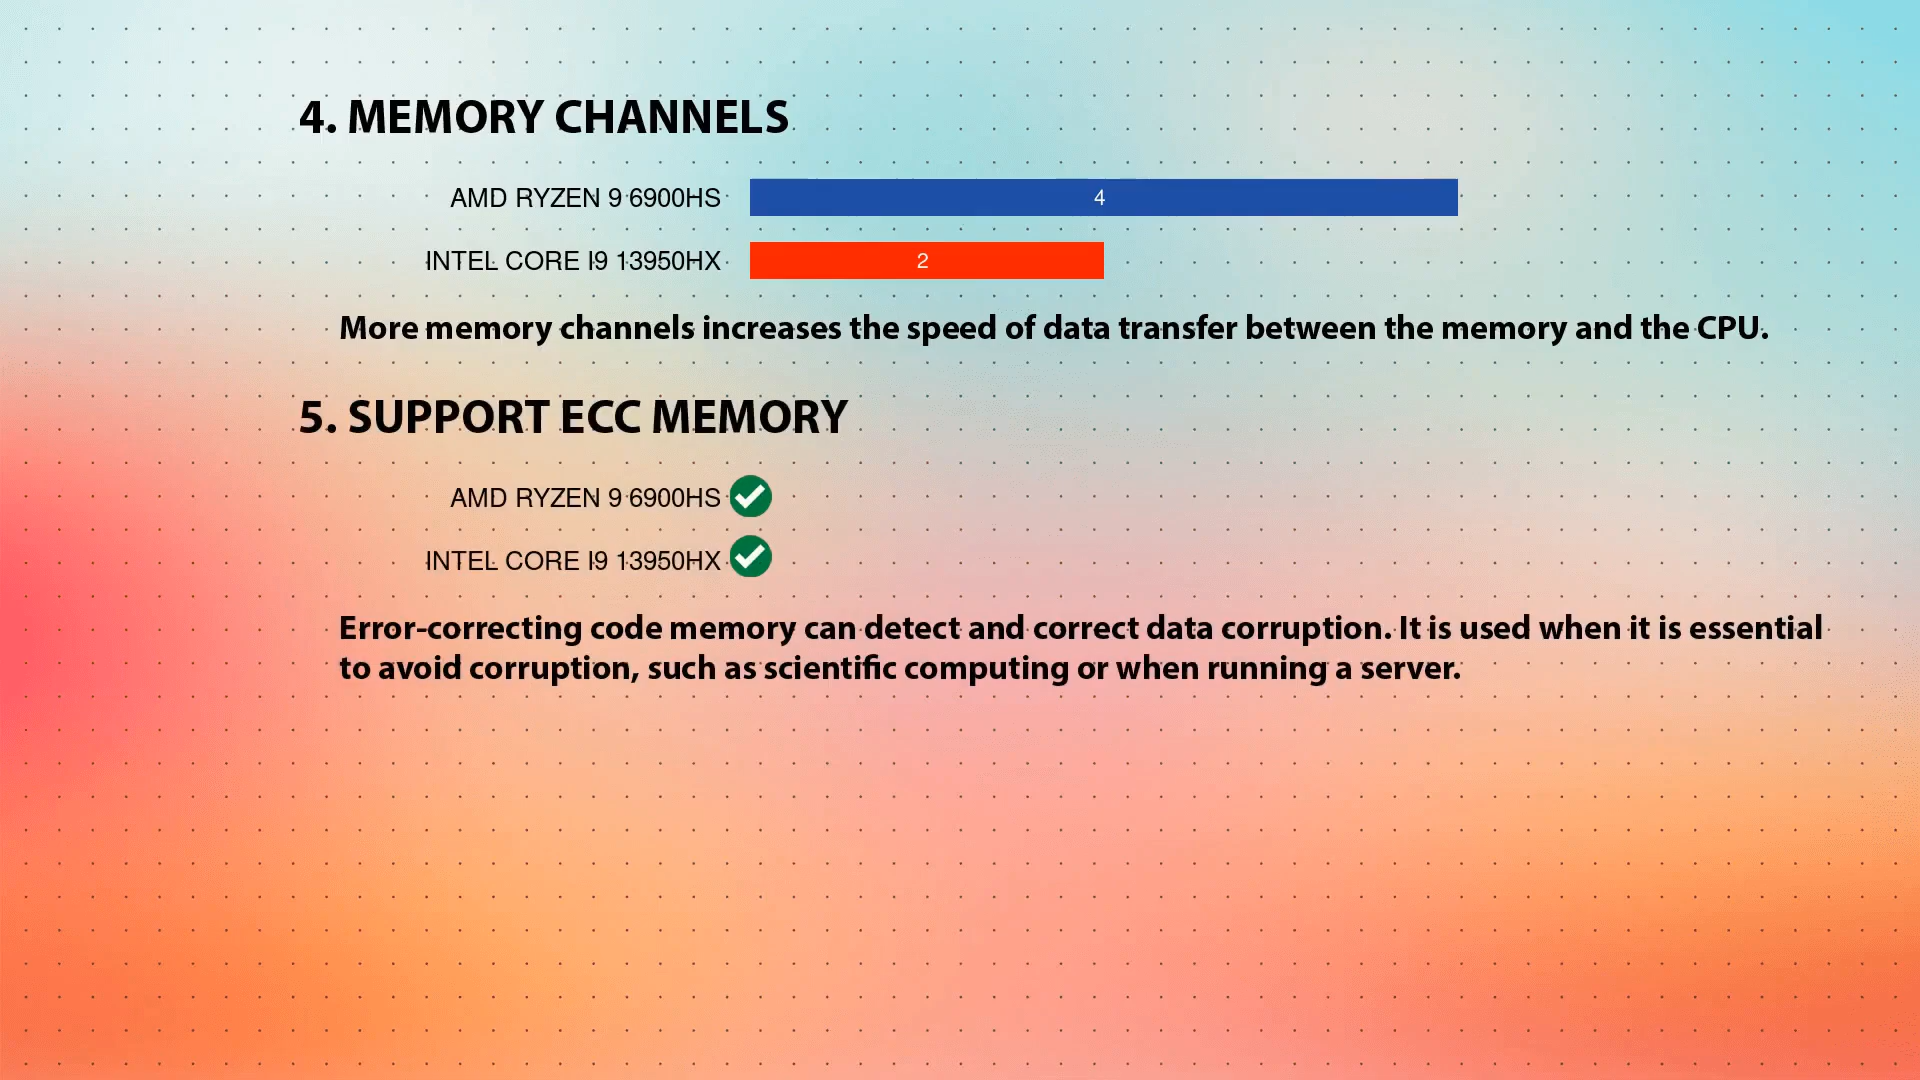 4. MEMORY CHANNELS
AMD RYZEN 9 6900HS
4
INTEL CORE I9 13950HX
2
More memory channels increases the speed of data transfer between the memory and the CPU.
5. SUPPORT ECC MEMORY
AMD RYZEN 9 6900HS
INTEL CORE I9 13950HX
Error-correcting code memory can detect and correct data corruption. It is used when it is essential
to avoid corruption, such as scientific computing or when running a server.